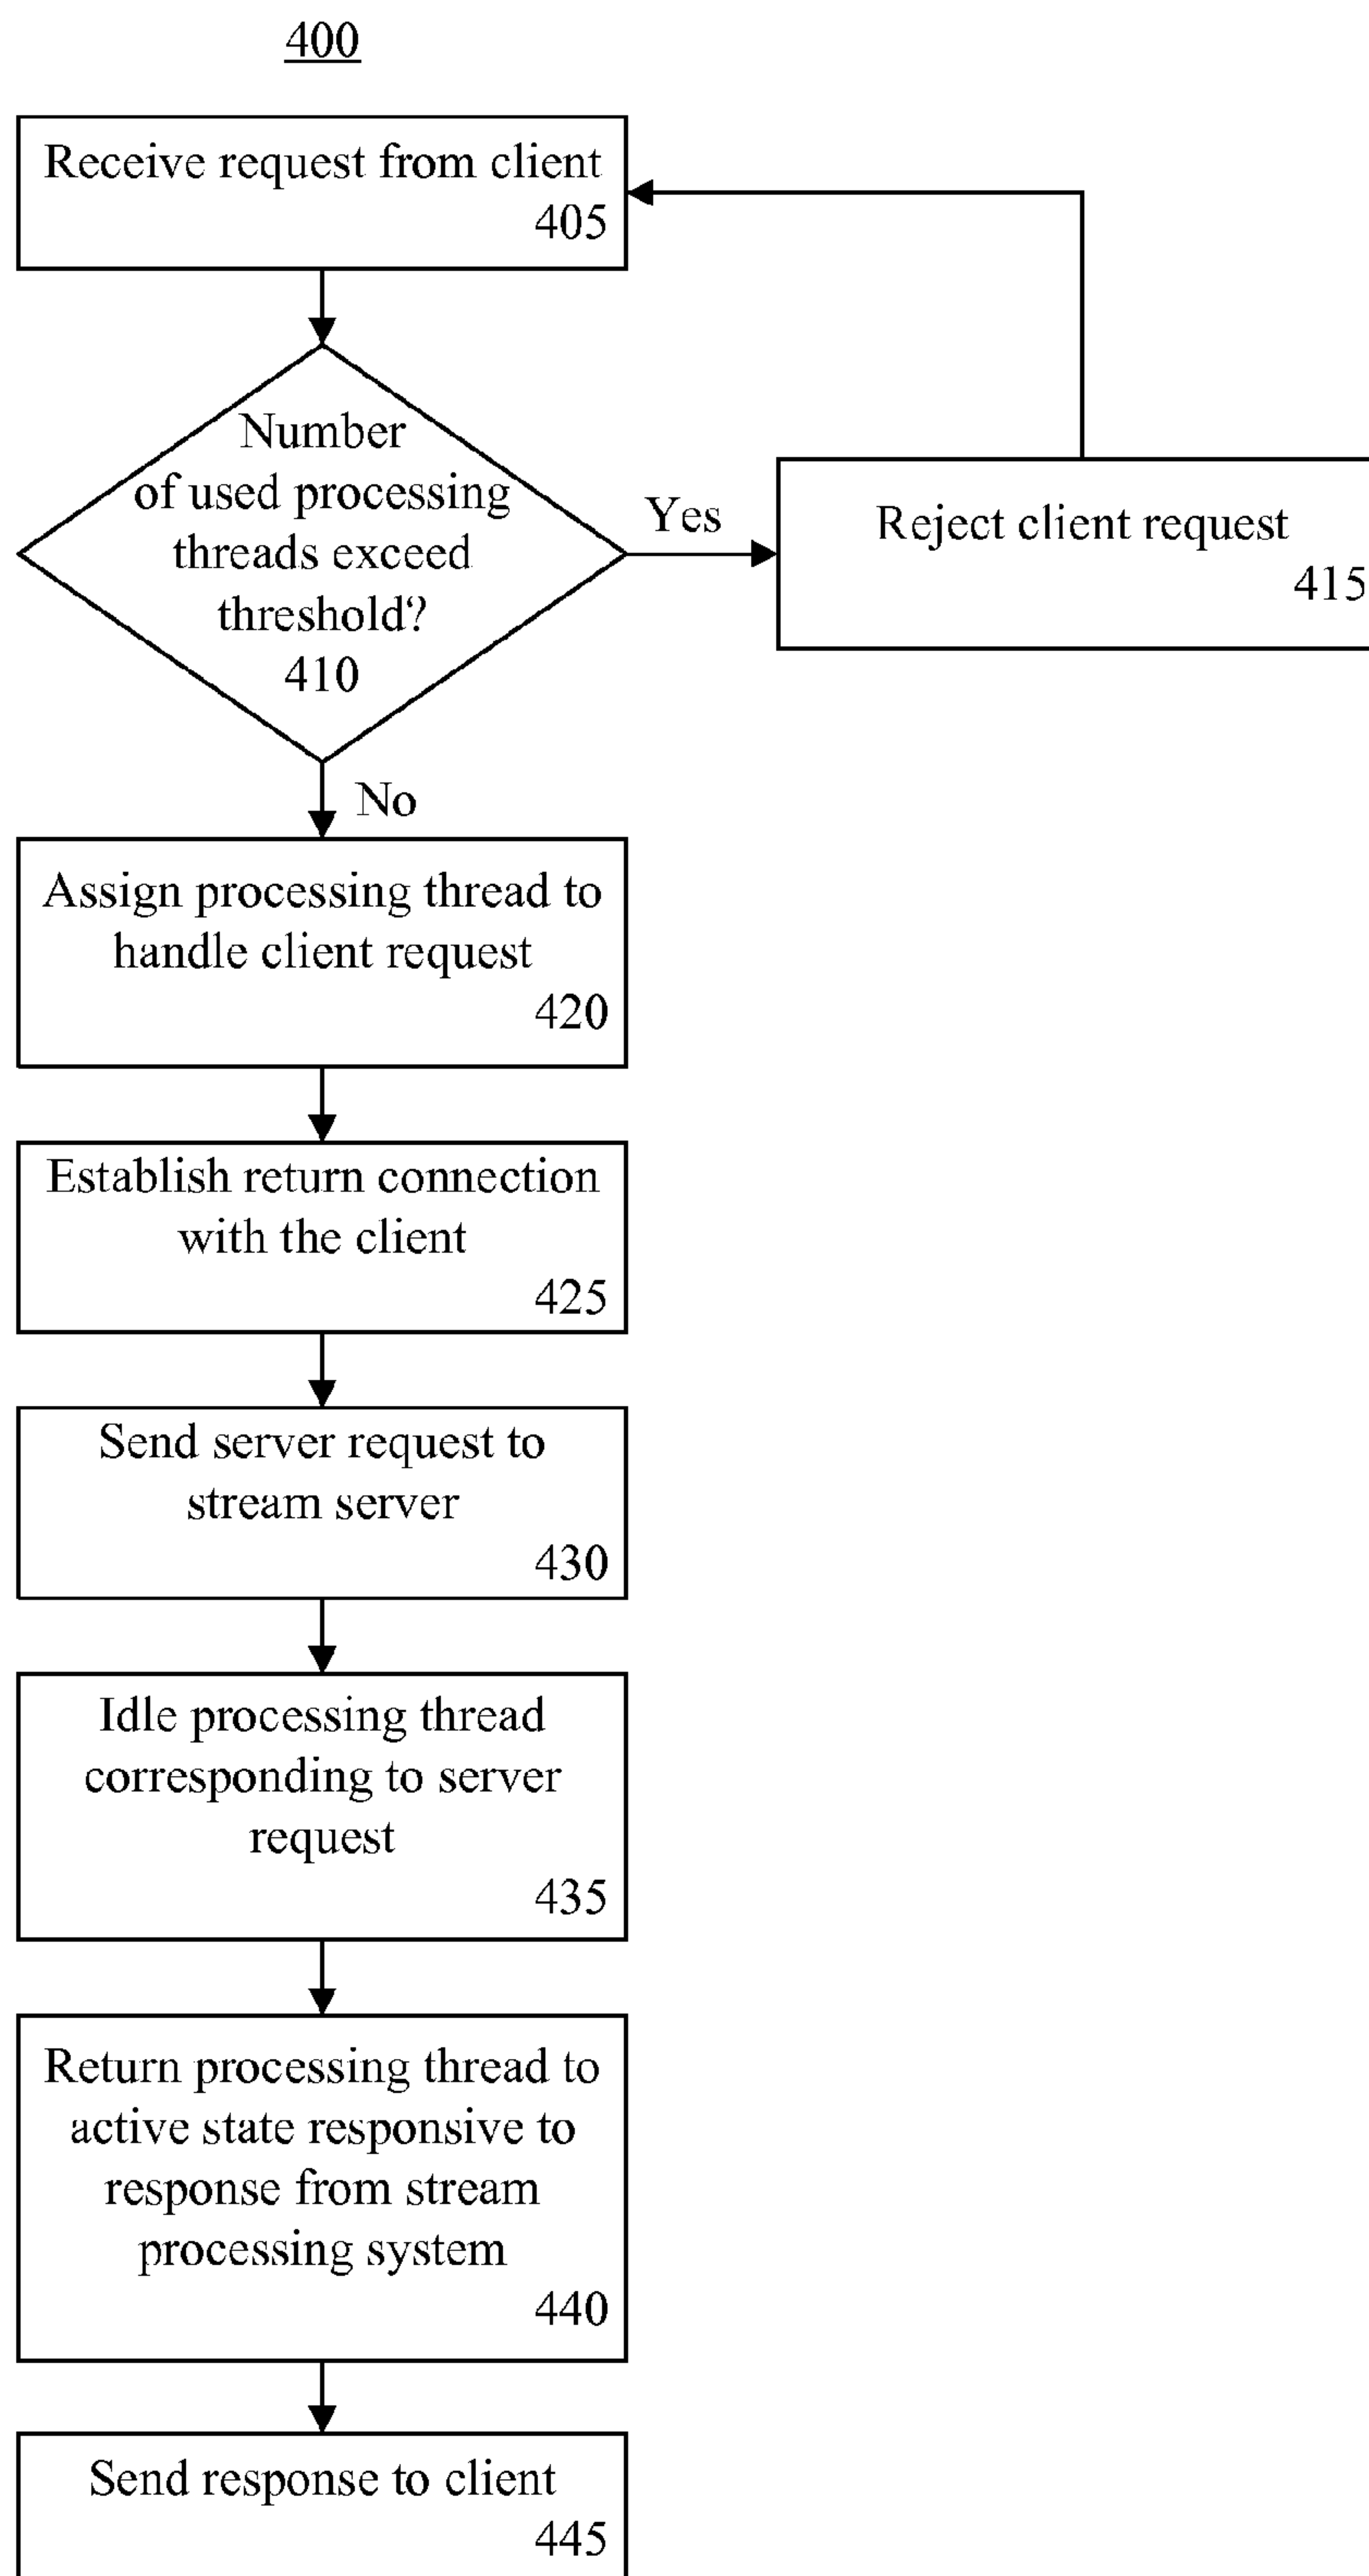 400
Receive request from client
405
Number
of used processing
threads exceed
threshold?
410
Yes
Reject client request
415
No
Assign processing thread to
handle client request
420
Establish return connection
with the client
425
Send server request to
stream server
430
Idle processing thread
corresponding to server
request
435
Return processing thread to
active state responsive to
response from stream
processing system
440
Send response to client
445